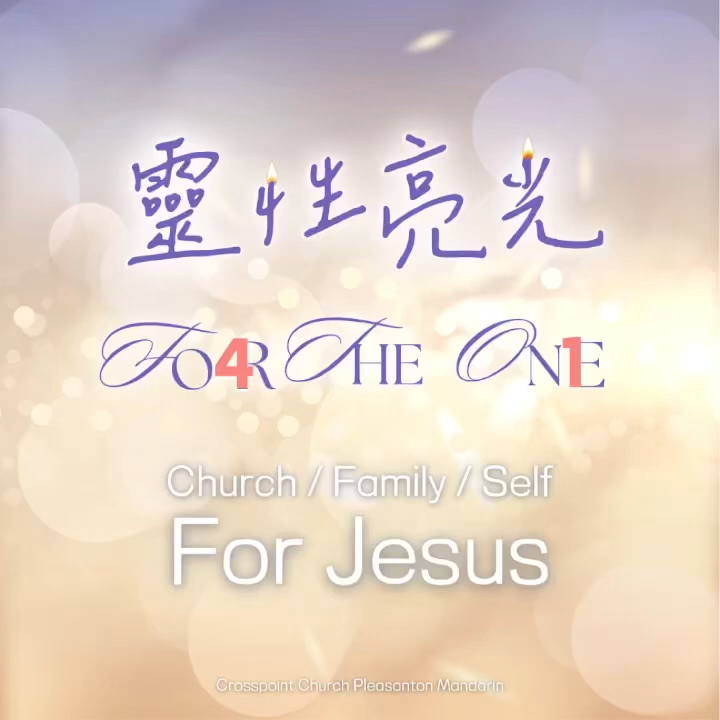 靈性亮光
FO4R THE ON1E
Church / Family / Self
For Jesus
Crosspoint Church Pleasanton Mandarin